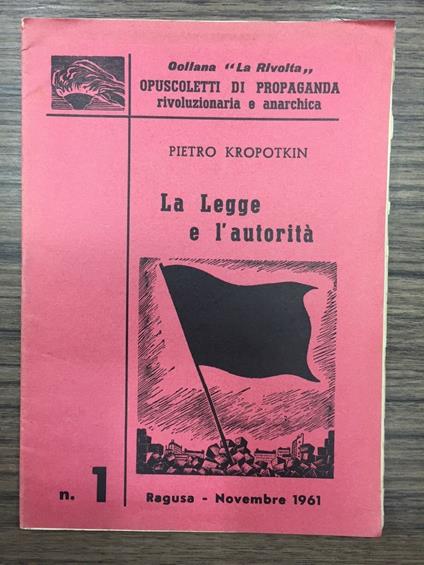 Collana "La Rivolta„
OPUSCOLETTI DI PROPAGANDA
rivoluzionaria e anarchica
PIETRO KROPOTKIN
La Legge
e l'autorità
n. 1
Ragusa - Novembre 1961